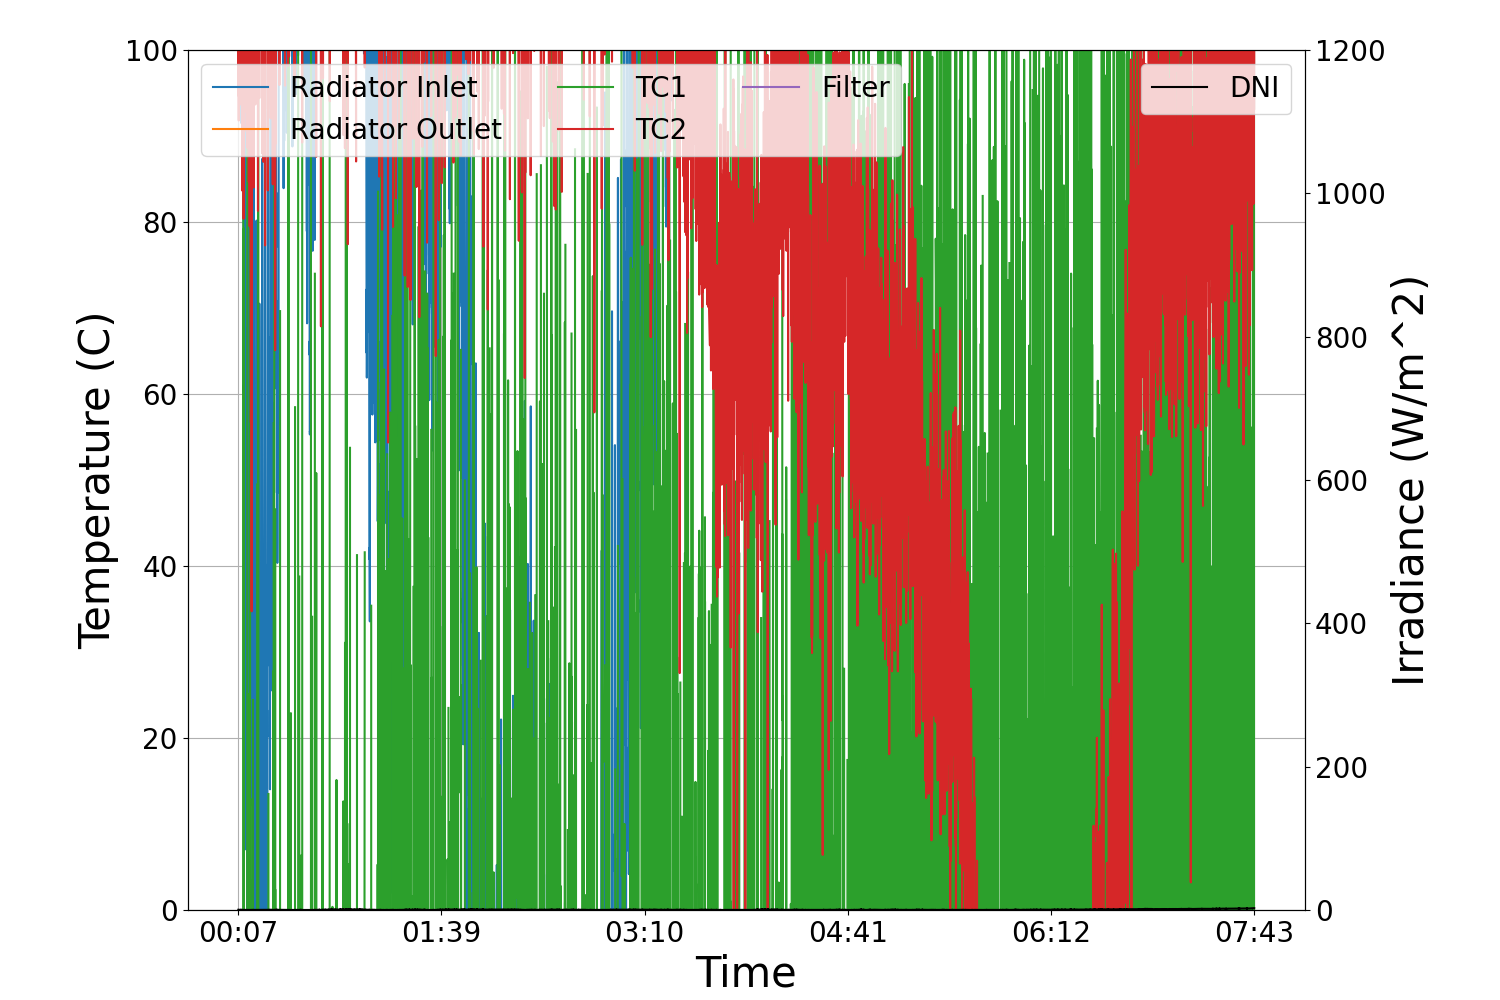 100
80
60
40
20
0
Temperature (C)
Radiator Inlet
Radiator Outlet
TC1
TC2
Filter
DNI
1200
1000
800
600
400
200
0
Irradiance (W/m^2)
00:07 01:39 03:10 04:41 06:12 07:43
Time